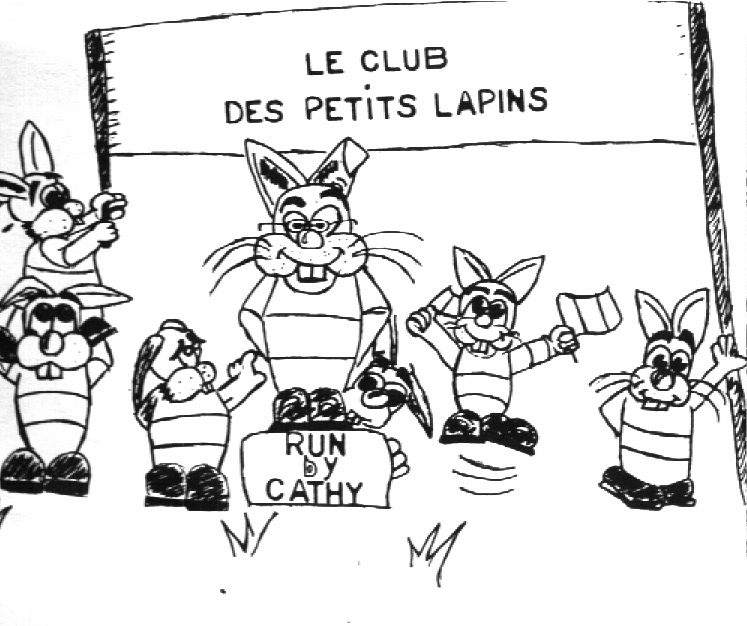 LE CLUB
DES PETITS LAPINS
RUN
by
CATHY